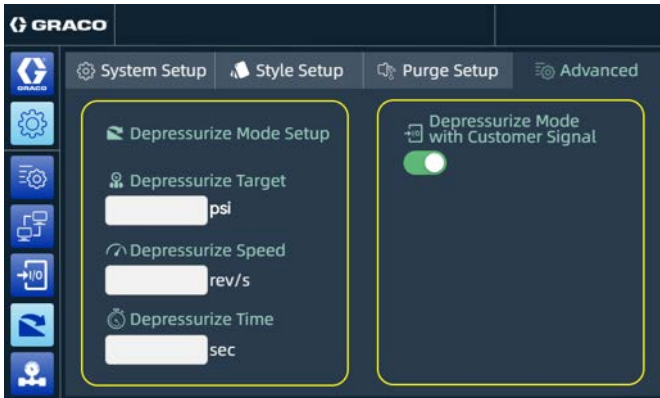 GRACO
GRACO
System Setup
Style Setup
Purge Setup
Advanced
Depressurize Mode Setup
Depressurize Target
psi
Depressurize Speed
rev/s
Depressurize Time
sec
Depressurize Mode
with Customer Signal
I/O
I/O